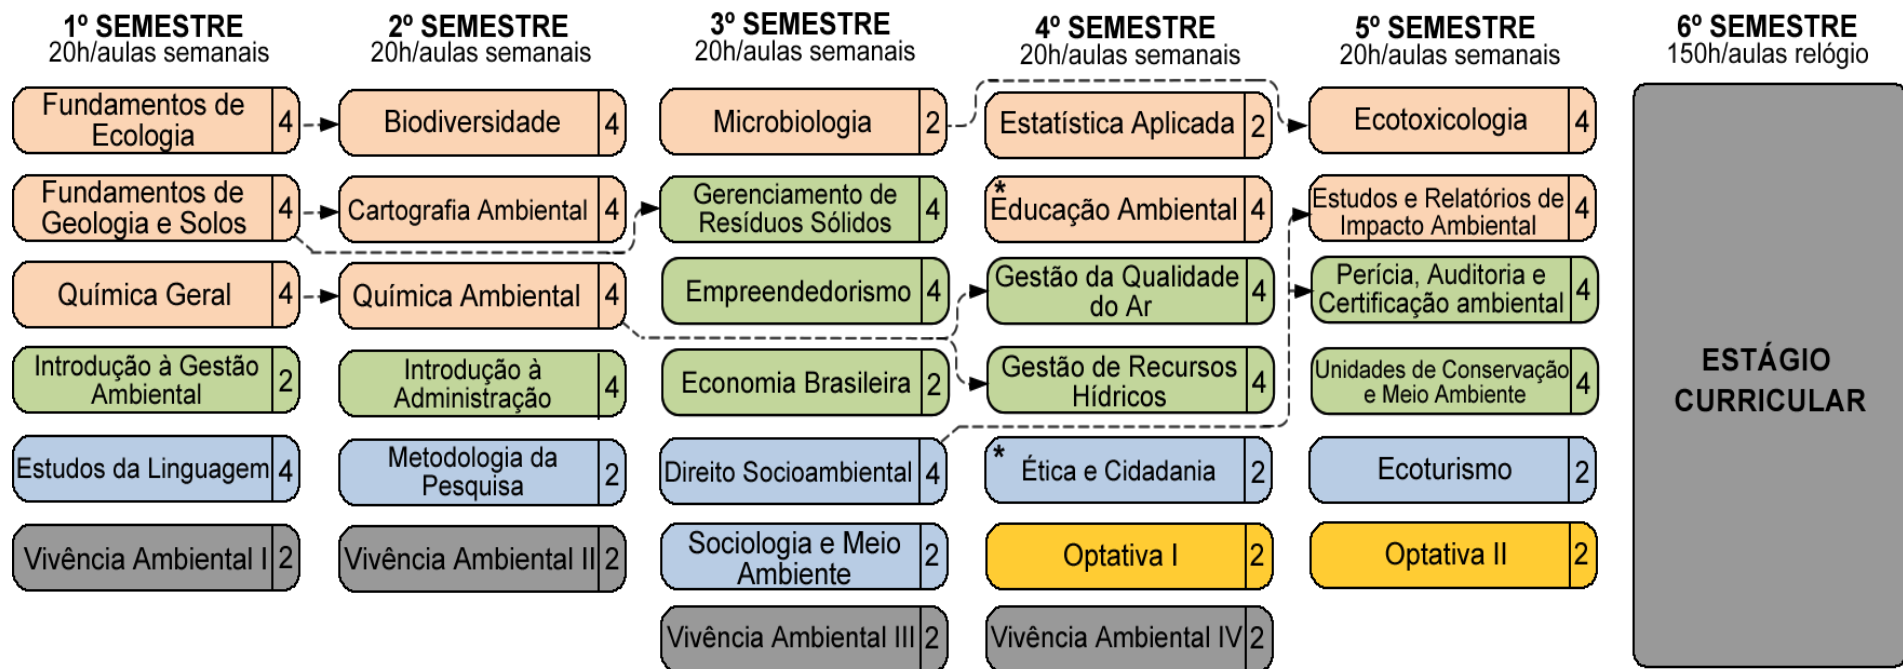 1º SEMESTRE
20h/aulas semanais
Fundamentos de
Ecologia
4
Fundamentos de
Geologia e Solos
4
Química Geral
4
Introdução à Gestão
Ambiental
2
Estudos da Linguagem
4
Vivência Ambiental I
2
2º SEMESTRE
20h/aulas semanais
Biodiversidade
4
Cartografia Ambiental
4
Química Ambiental
4
Introdução à
Administração
4
Metodologia da
Pesquisa
2
Vivência Ambiental II
2
3º SEMESTRE
20h/aulas semanais
Microbiologia
2
Gerenciamento de
Resíduos Sólidos
4
Empreendedorismo
4
Economia Brasileira
2
Direito Socioambiental
4
Sociologia e Meio
Ambiente
2
Vivência Ambiental III
2
4º SEMESTRE
20h/aulas semanais
Estatística Aplicada
2
*
Educação Ambiental
4
Gestão da Qualidade
do Ar
4
Gestão de Recursos
Hídricos
4
*
Ética e Cidadania
2
Optativa I
2
Vivência Ambiental IV
2
5º SEMESTRE
20h/aulas semanais
Ecotoxicologia
4
Estudos e Relatórios de
Impacto Ambiental
4
Perícia, Auditoria e
Certificação ambiental
4
Unidades de Conservação
e Meio Ambiente
4
Ecoturismo
2
Optativa II
2
6º SEMESTRE
150h/aulas relógio
ESTÁGIO
CURRICULAR